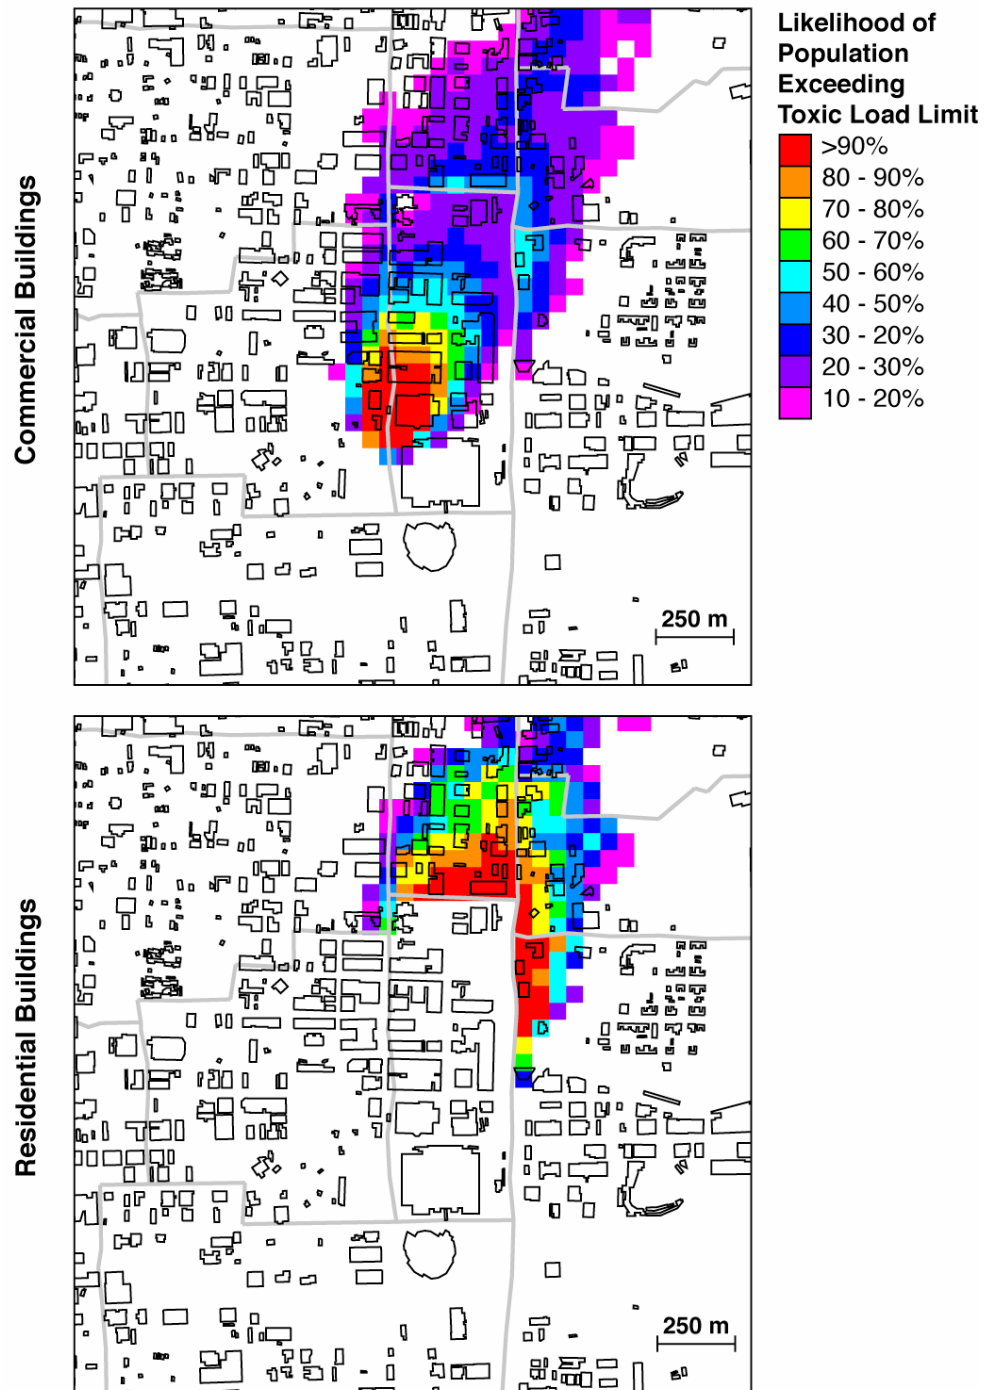 Likelihood of
Population
Exceeding
Toxic Load Limit
>90%
80 - 90%
70 - 80%
60 - 70%
50 - 60%
40 - 50%
30 - 20%
20 - 30%
10 - 20%
Commercial Buildings
250 m
Residential Buildings
250 m